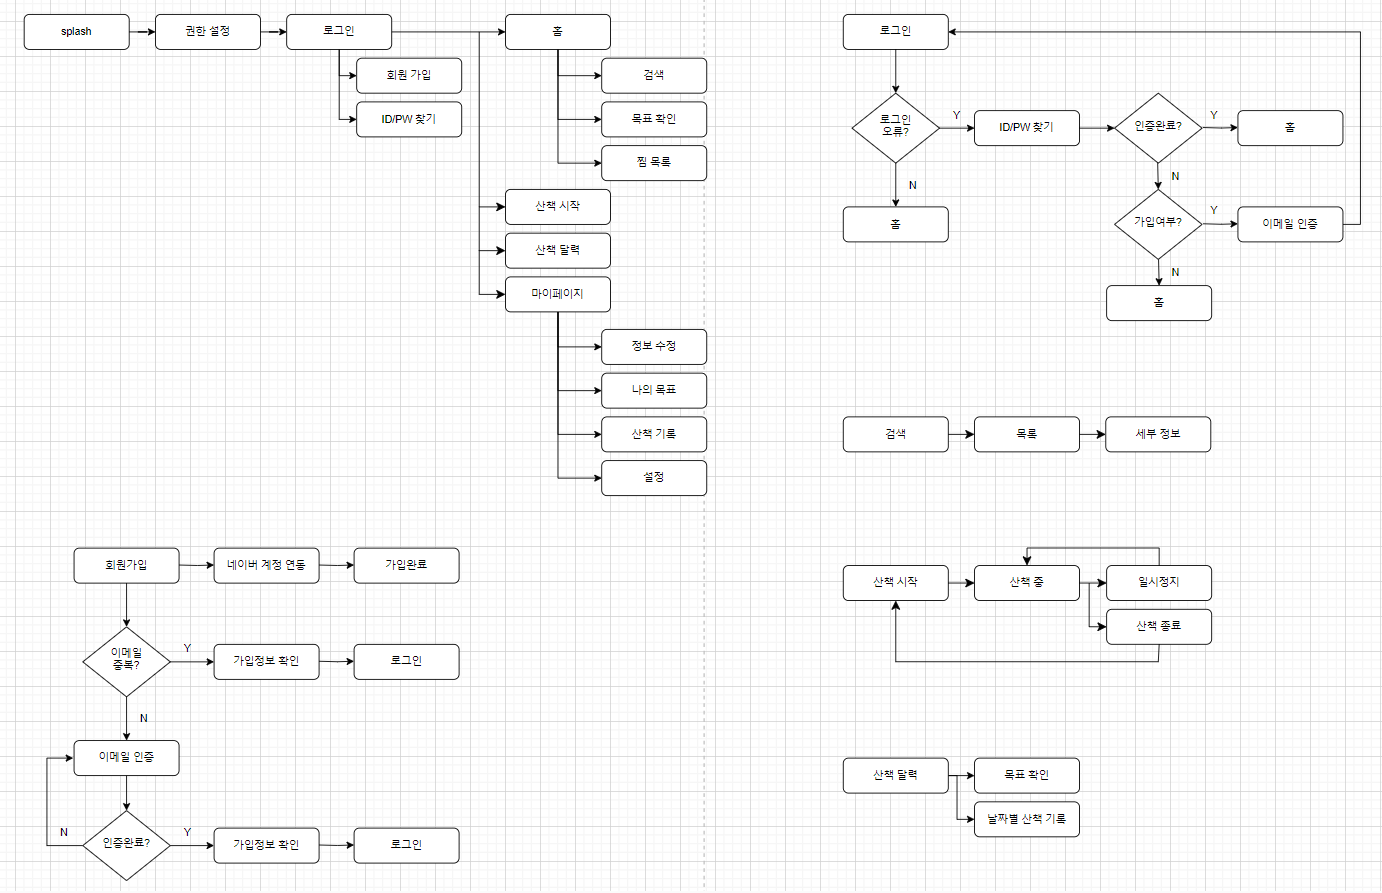 splash
권한 설정
로그인
홈
회원 가입
ID/PW 찾기
검색
목표 확인
찜 목록
산책 시작
산책 달력
마이페이지
정보 수정
나의 목표
산책 기록
설정
로그인
로그인
오류?
Y
ID/PW 찾기
인증완료?
Y
홈
N
홈
N
가입여부?
Y
이메일 인증
N
홈
검색
목록
세부 정보
회원가입
네이버 계정 연동
가입완료
이메일
중복?
Y
가입정보 확인
로그인
N
이메일 인증
인증완료?
N
Y
가입정보 확인
로그인
산책 시작
산책 중
일시정지
산책 종료
산책 달력
목표 확인
날짜별 산책 기록